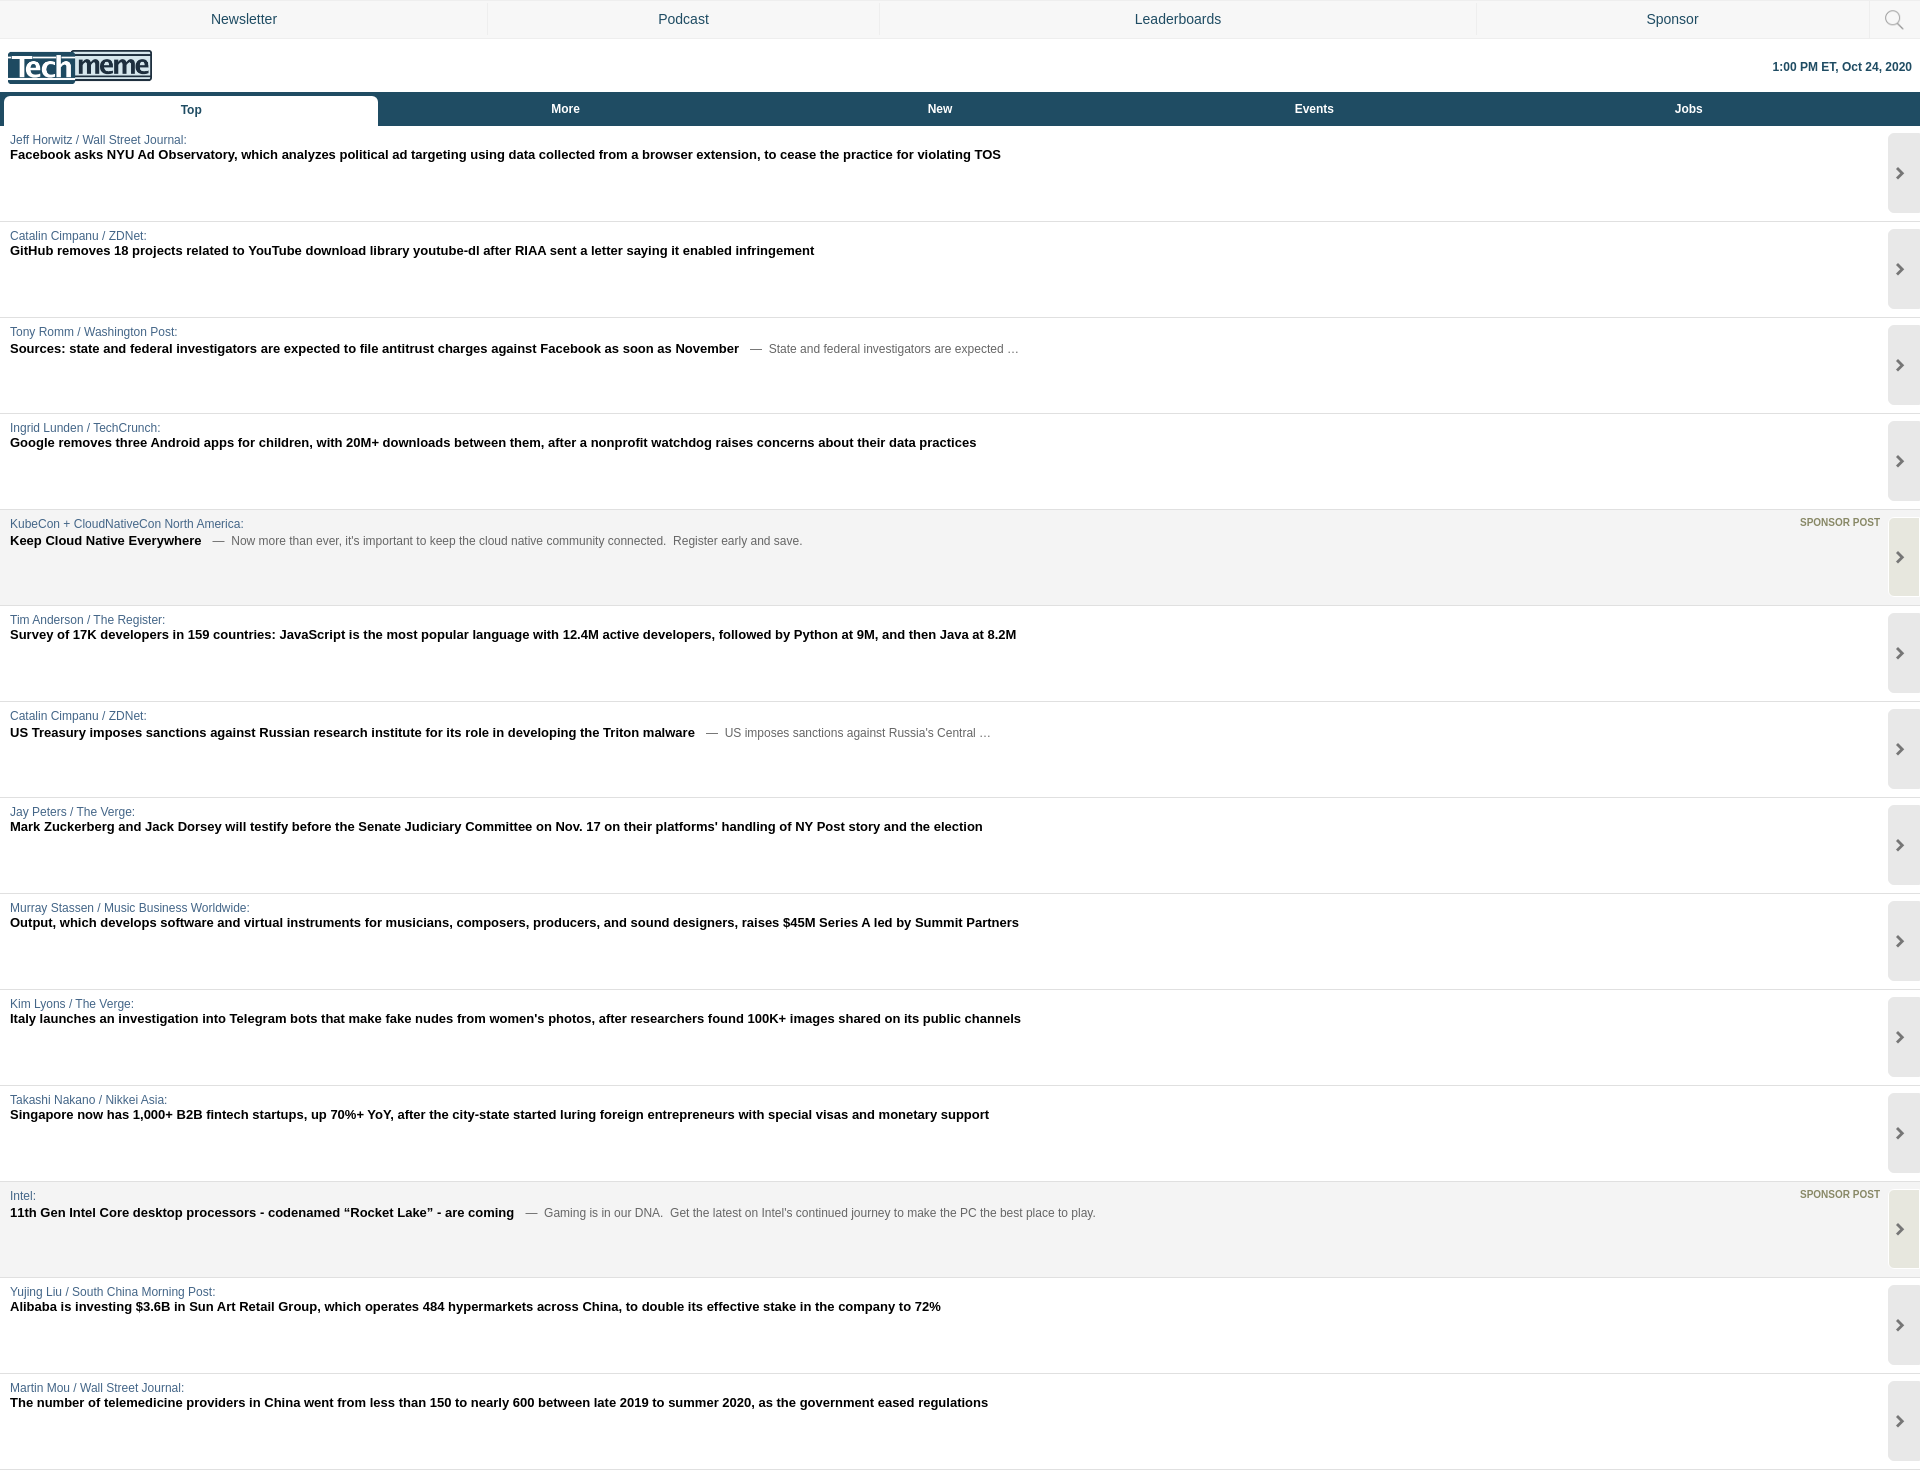 Newsletter
Podcast
Leaderboards
Sponsor
Techmeme
1:00 PM ET, Oct 24, 2020
Top
More
New
Events
Jobs
Jeff Horwitz / Wall Street Journal:
Facebook asks NYU Ad Observatory, which analyzes political ad targeting using data collected from a browser extension, to cease the practice for violating TOS
Catalin Cimpanu / ZDNet:
GitHub removes 18 projects related to YouTube download library youtube-dl after RIAA sent a letter saying it enabled infringement
Tony Romm / Washington Post:
Sources: state and federal investigators are expected to file antitrust charges against Facebook as soon as November — State and federal investigators are expected …
Ingrid Lunden / TechCrunch:
Google removes three Android apps for children, with 20M+ downloads between them, after a nonprofit watchdog raises concerns about their data practices
KubeCon + CloudNativeCon North America:
SPONSOR POST
Keep Cloud Native Everywhere — Now more than ever, it's important to keep the cloud native community connected. Register early and save.
Tim Anderson / The Register:
Survey of 17K developers in 159 countries: JavaScript is the most popular language with 12.4M active developers, followed by Python at 9M, and then Java at 8.2M
Catalin Cimpanu / ZDNet:
US Treasury imposes sanctions against Russian research institute for its role in developing the Triton malware — US imposes sanctions against Russia's Central …
Jay Peters / The Verge:
Mark Zuckerberg and Jack Dorsey will testify before the Senate Judiciary Committee on Nov. 17 on their platforms' handling of NY Post story and the election
Murray Stassen / Music Business Worldwide:
Output, which develops software and virtual instruments for musicians, composers, producers, and sound designers, raises $45M Series A led by Summit Partners
Kim Lyons / The Verge:
Italy launches an investigation into Telegram bots that make fake nudes from women's photos, after researchers found 100K+ images shared on its public channels
Takashi Nakano / Nikkei Asia:
Singapore now has 1,000+ B2B fintech startups, up 70%+ YoY, after the city-state started luring foreign entrepreneurs with special visas and monetary support
Intel:
SPONSOR POST
11th Gen Intel Core desktop processors - codenamed “Rocket Lake” - are coming — Gaming is in our DNA. Get the latest on Intel's continued journey to make the PC the best place to play.
Yujing Liu / South China Morning Post:
Alibaba is investing $3.6B in Sun Art Retail Group, which operates 484 hypermarkets across China, to double its effective stake in the company to 72%
Martin Mou / Wall Street Journal:
The number of telemedicine providers in China went from less than 150 to nearly 600 between late 2019 to summer 2020, as the government eased regulations